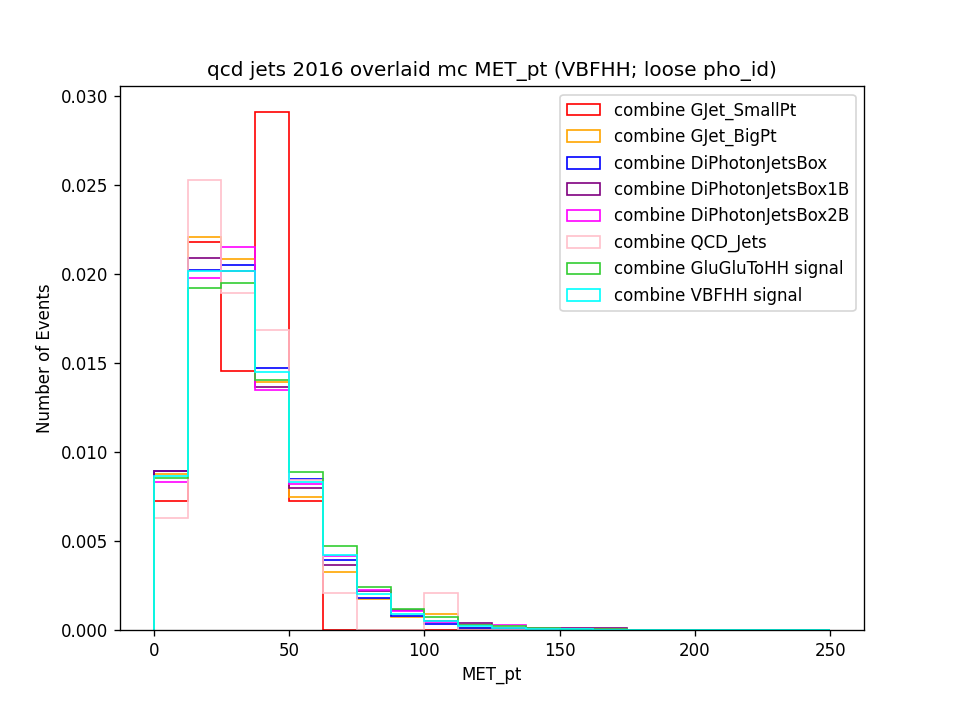 qcd jets 2016 overlaid mc MET_pt (VBFHH; loose pho_id)
0.030
0.025
0.020
0.015
0.010
0.005
0.000
Number of Events
combine GJet_SmallPt
combine GJet_BigPt
combine DiPhotonJetsBox
combine DiPhotonJetsBox1B
combine DiPhotonJetsBox2B
combine QCD_Jets
combine GluGluToHH signal
combine VBFHH signal
0 50 100 150 200 250
MET_pt